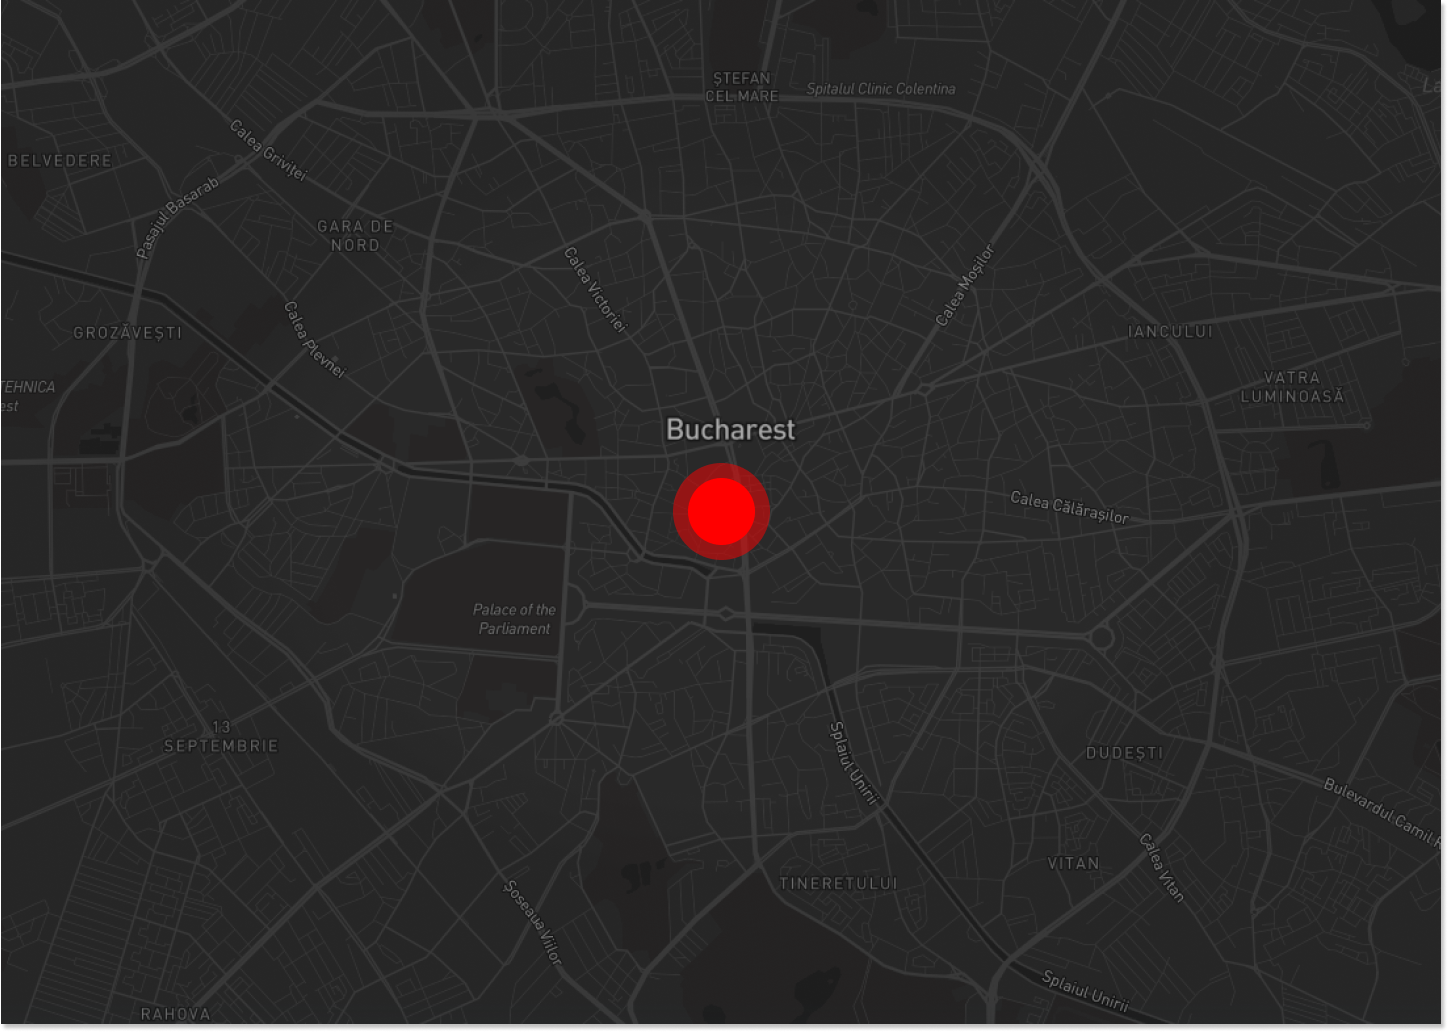 ȘTEFAN
CEL MARE
Spitalul Clinic Colentina
La
Calea Griviței
BELVEDERE
Pasajul Basarab
GARA DE
NORD
Calea Victoriei
Calea Moșilor
Calea Plevnei
GROZĂVEȘTI
IANCULUI
TEHNICA
est
VATRA
LUMINOASĂ
Bucharest
Calea Călărașilor
Palace of the
Parliament
13
SEPTEMBRIE
Splaiul Unirii
DUDEȘTI
Bulevardul Camil R
Calea Vitan
VITAN
TINERETULUI
Șoseaua Viilor
Splaiul Unirii
RAHOVA